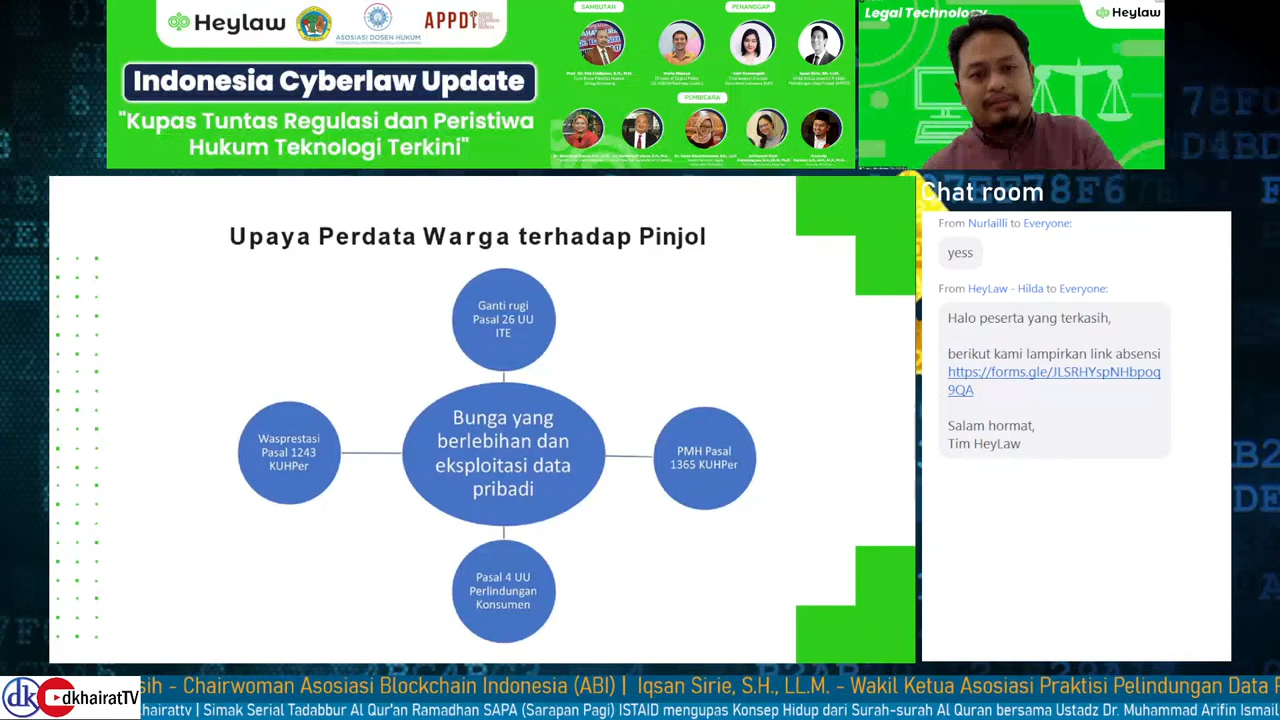 Heylaw
ASOSIASI DOSEN HUKUM
APPDI
Indonesia Cyberlaw Update
"Kupas Tuntas Regulasi dan Peristiwa
Hukum Teknologi Terkini"
SAMBUTAN
PENANGGAP
PEMBICARA
Legal Technology
Heylaw
Upaya Perdata Warga terhadap Pinjol
Ganti rugi
Pasal 26 UU
ITE
Wasprestasi
Pasal 1243
KUHPer
Bunga yang
berlebihan dan
eksploitasi data
pribadi
PMH Pasal
1365 KUHPer
Pasal 4 UU
Perlindungan
Konsumen
Chat room
From Nurlailli to Everyone:
yess
From HeyLaw - Hilda to Everyone:
Halo peserta yang terkasih,
berikut kami lampirkan link absensi
https://forms.gle/JLSRHYspNHbpoq
9QA
Salam hormat,
Tim HeyLaw
dk dkhairatTV
sih - Chairwoman Asosiasi Blockchain Indonesia (ABI) | Iqsan Sirie, S.H., LL.M. - Wakil Ketua Asosiasi Praktisi Pelindungan Data
khairattv | Simak Serial Tadabbur Al Qur'an Ramadhan SAPA (Sarapan Pagi) ISTAID mengupas Konsep Hidup dari Surah-surah Al Quran bersama Ustadz Dr. Muhammad Arifin Ismail